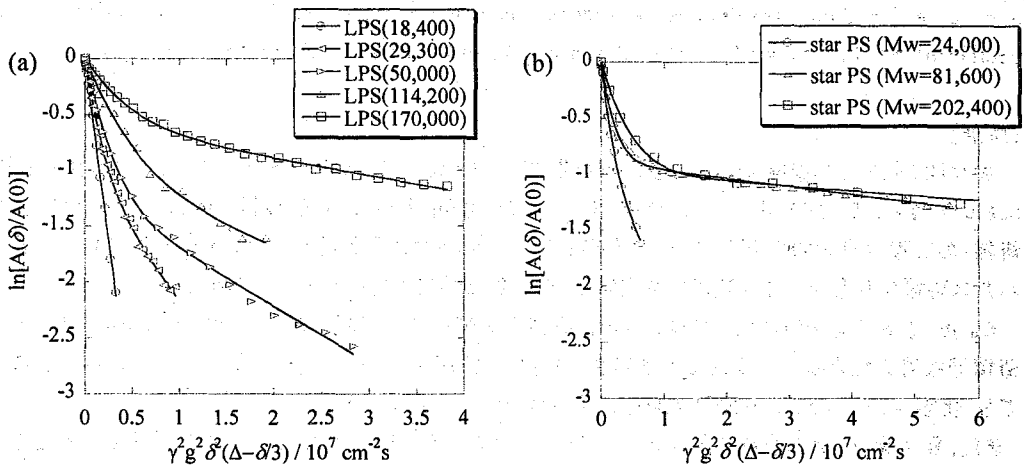 (a)
LPS(18,400)
LPS(29,300)
LPS(50,000)
LPS(114,200)
LPS(170,000)
ln[A(δ)/A(0)]
0
-0.5
-1
-1.5
-2
-2.5
-3
0 0.5 1 1.5 2 2.5 3 3.5 4
γ²g²δ²(Δ−δ/3) / 10⁷ cm⁻²s
(b)
star PS (Mw=24,000)
star PS (Mw=81,600)
star PS (Mw=202,400)
ln[A(δ)/A(0)]
0
-0.5
-1
-1.5
-2
-2.5
-3
0 1 2 3 4 5 6
γ²g²δ²(Δ−δ/3) / 10⁷ cm⁻²s